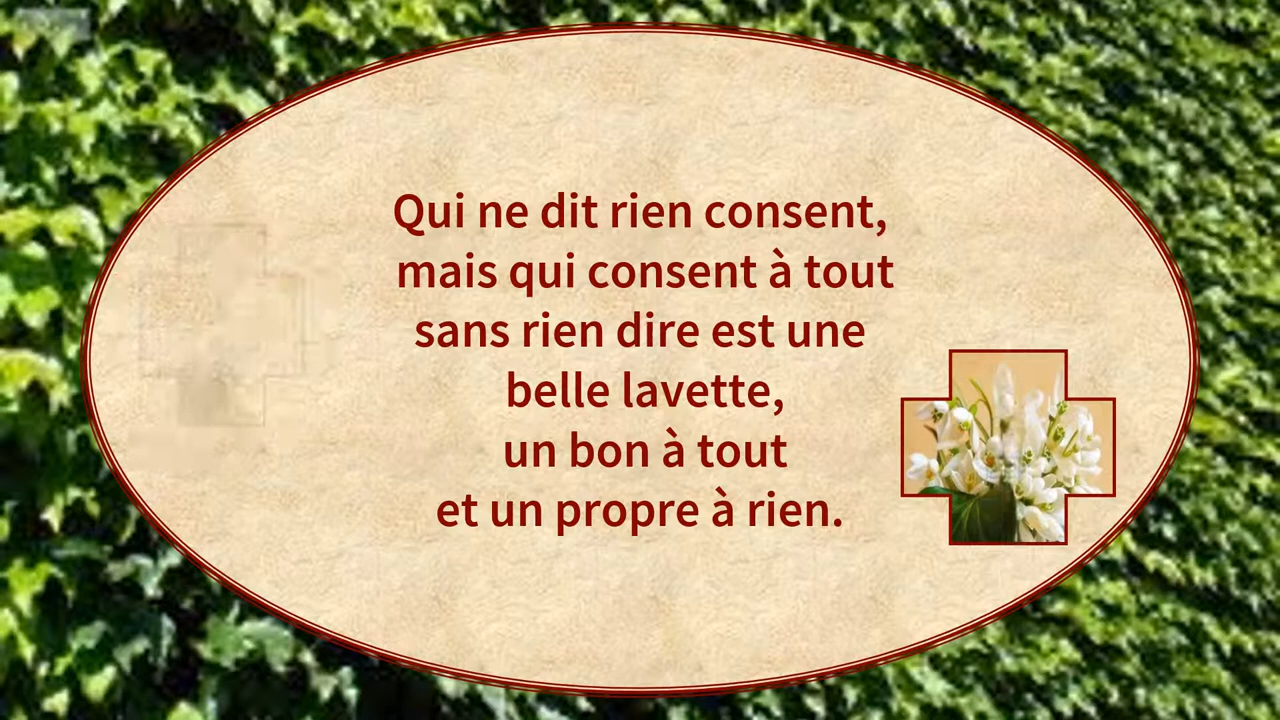 Qui ne dit rien consent,
mais qui consent à tout
sans rien dire est une
belle lavette,
un bon à tout
et un propre à rien.